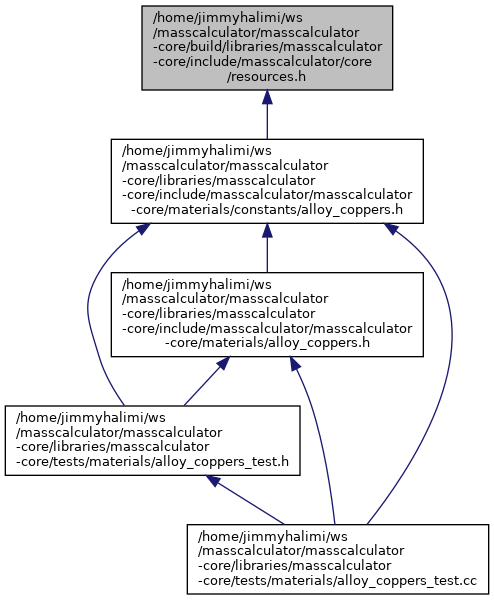 /home/jimmyhalimi/ws
/masscalculator/masscalculator
-core/build/libraries/masscalculator
-core/include/masscalculator/core
/resources.h
/home/jimmyhalimi/ws
/masscalculator/masscalculator
-core/libraries/masscalculator
-core/include/masscalculator/masscalculator
-core/materials/constants/alloy_coppers.h
/home/jimmyhalimi/ws
/masscalculator/masscalculator
-core/libraries/masscalculator
-core/include/masscalculator/masscalculator
-core/materials/alloy_coppers.h
/home/jimmyhalimi/ws
/masscalculator/masscalculator
-core/libraries/masscalculator
-core/tests/materials/alloy_coppers_test.h
/home/jimmyhalimi/ws
/masscalculator/masscalculator
-core/libraries/masscalculator
-core/tests/materials/alloy_coppers_test.cc